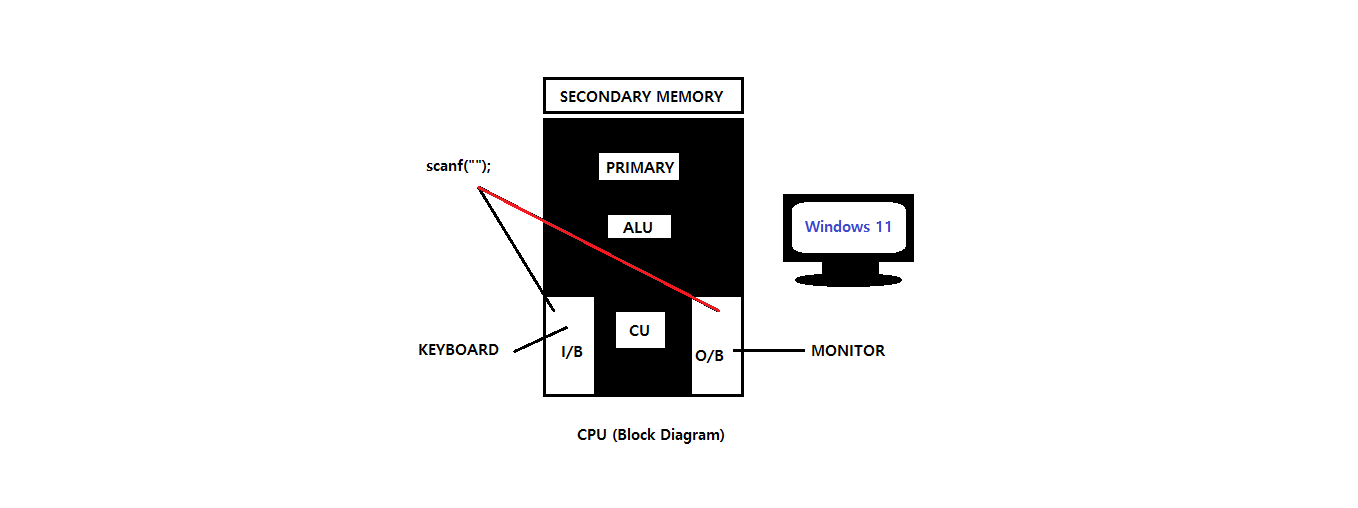 SECONDARY MEMORY
scanf("");
PRIMARY
ALU
Windows 11
CU
KEYBOARD
I/B
O/B
MONITOR
CPU (Block Diagram)